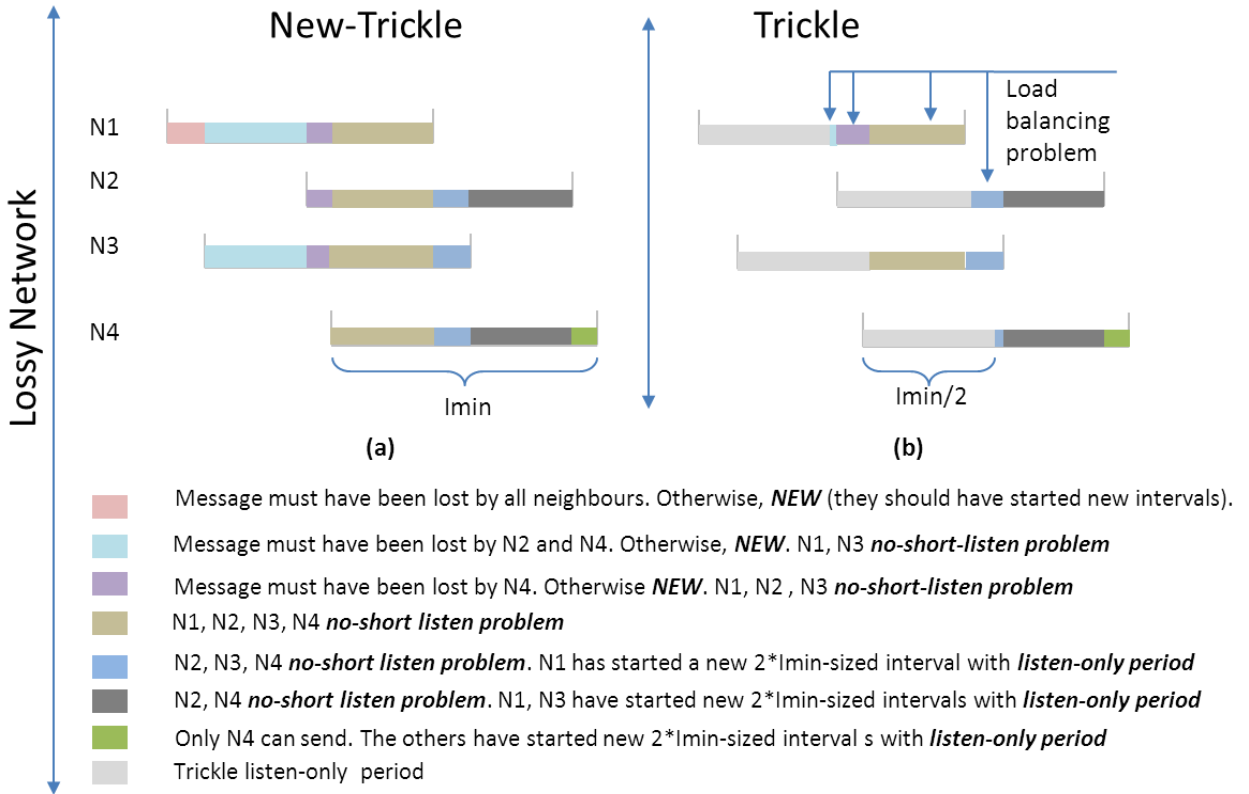 New-Trickle
Trickle
Lossy Network
N1
N2
N3
N4
Load
balancing
problem
Imin
Imin/2
(a)
(b)
Message must have been lost by all neighbours. Otherwise, NEW (they should have started new intervals).
Message must have been lost by N2 and N4. Otherwise, NEW. N1, N3 no-short-listen problem
Message must have been lost by N4. Otherwise NEW. N1, N2 , N3 no-short-listen problem
N1, N2, N3, N4 no-short listen problem
N2, N3, N4 no-short listen problem. N1 has started a new 2*Imin-sized interval with listen-only period
N2, N4 no-short listen problem. N1, N3 have started new 2*Imin-sized intervals with listen-only period
Only N4 can send. The others have started new 2*Imin-sized interval s with listen-only period
Trickle listen-only period